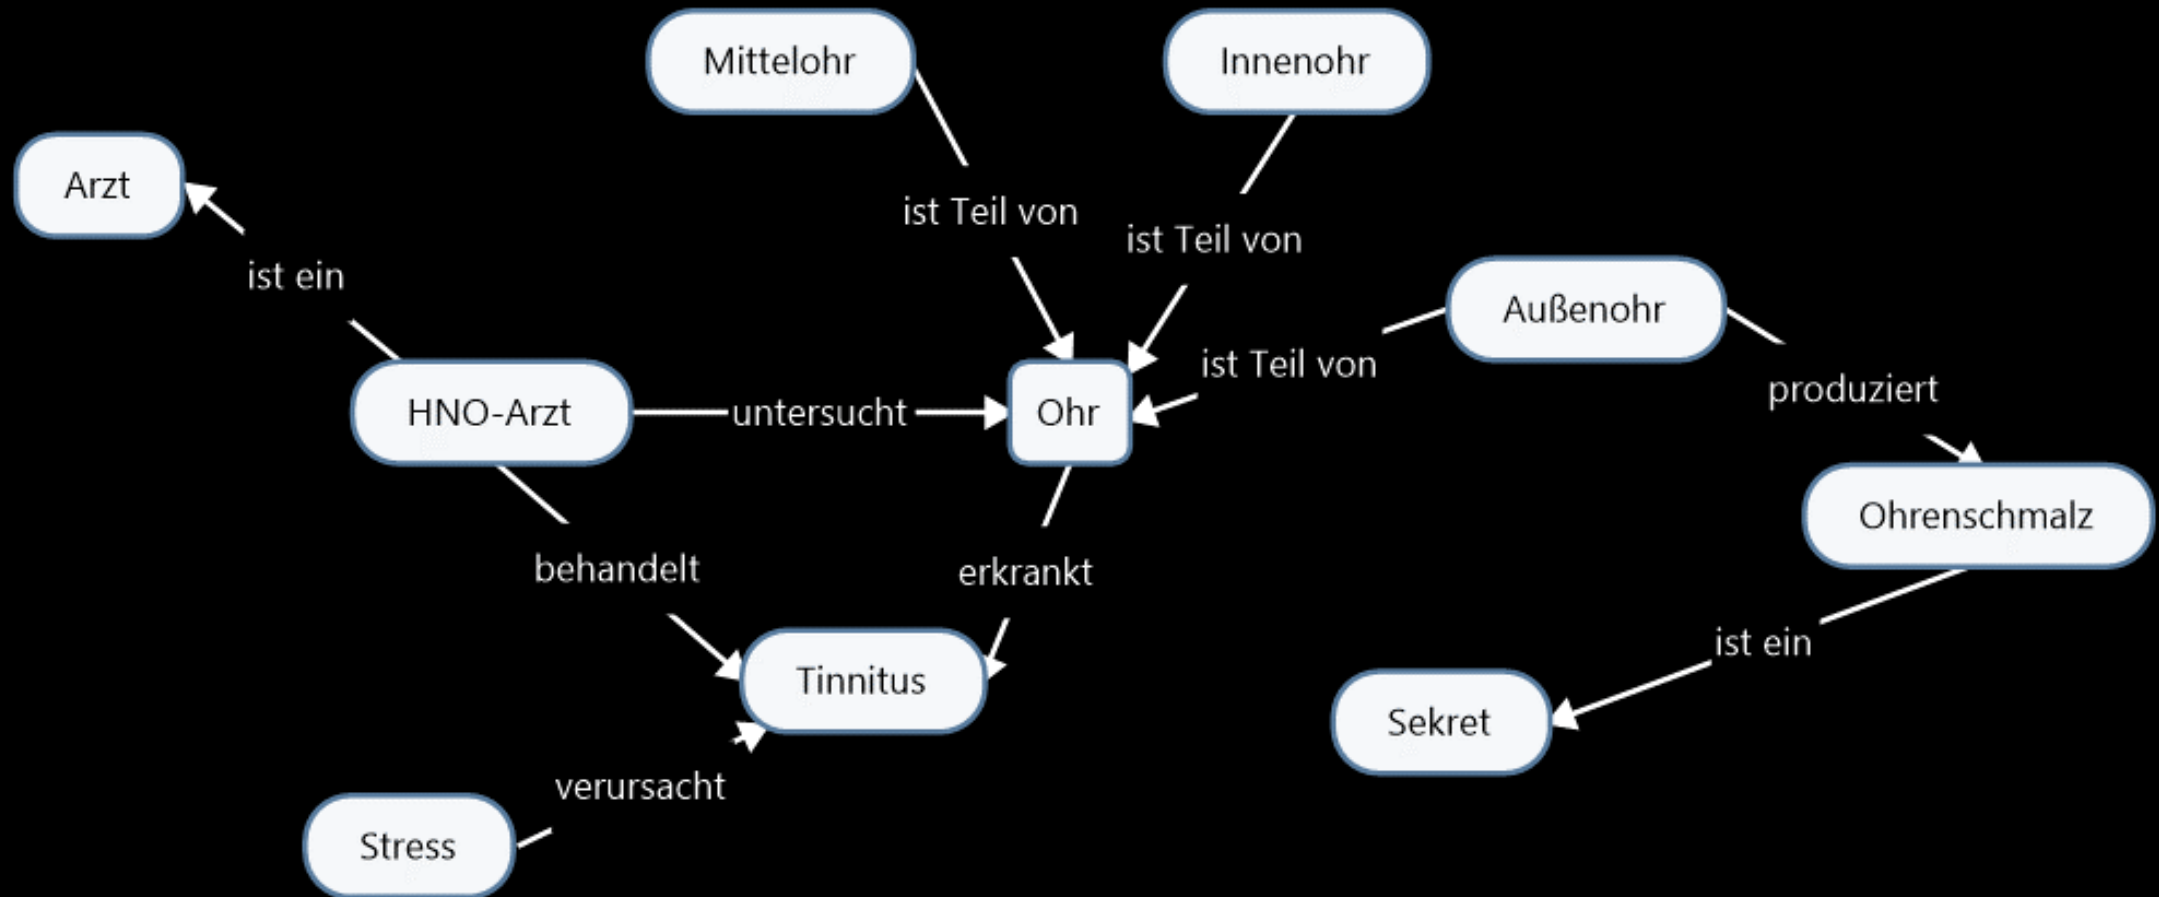 Mittelohr
Innenohr
Arzt
ist Teil von
ist Teil von
ist ein
Außenohr
ist Teil von
produziert
HNO-Arzt
untersucht
Ohr
Ohrenschmalz
behandelt
erkrankt
ist ein
Tinnitus
Sekret
verursacht
Stress